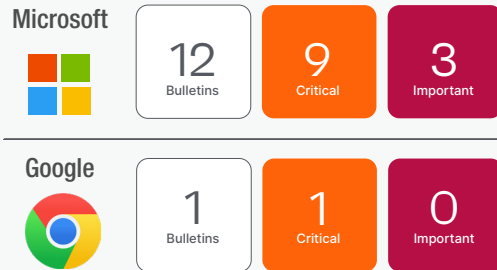 Microsoft
12
Bulletins
9
Critical
3
Important
Google
1
Bulletins
1
Critical
0
Important